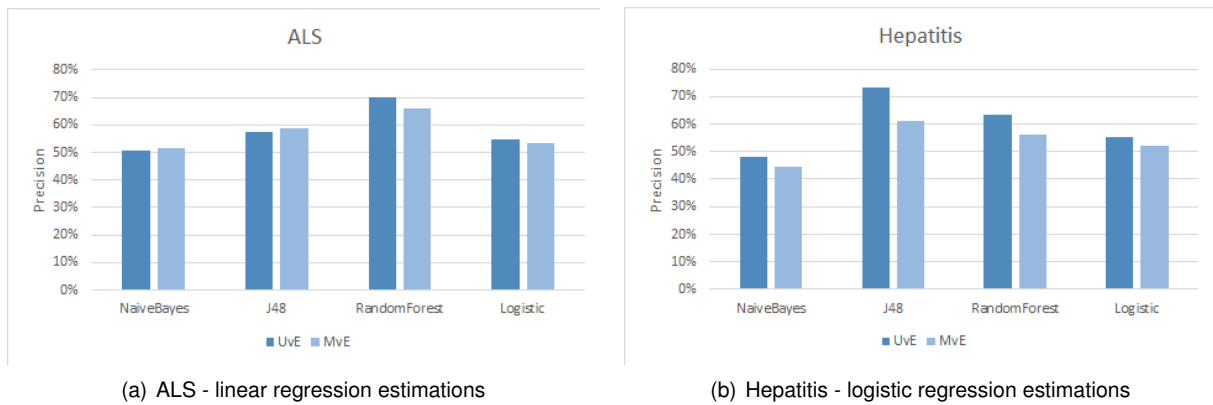 ALS
Precision
80%
70%
60%
50%
40%
30%
20%
10%
0%
NaiveBayes J48 RandomForest Logistic
UvE MvE
(a) ALS - linear regression estimations
Hepatitis
Precision
80%
70%
60%
50%
40%
30%
20%
10%
0%
NaiveBayes J48 RandomForest Logistic
UvE MvE
(b) Hepatitis - logistic regression estimations